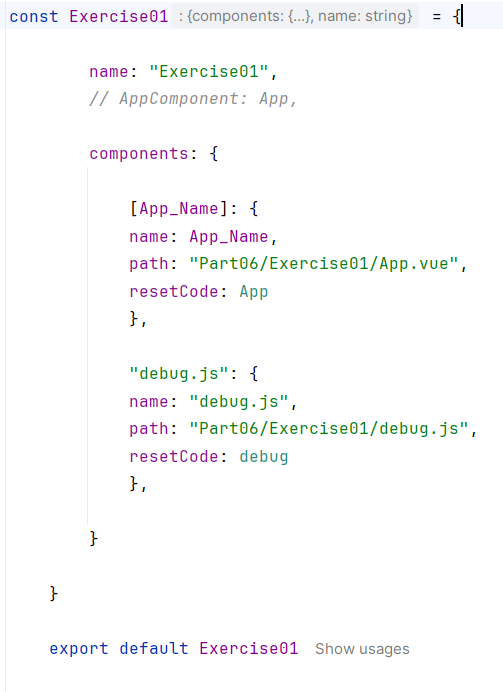 const Exercise01 : {components: {...}, name: string} = {
name: "Exercise01",
// AppComponent: App,
components: {
[App_Name]: {
name: App_Name,
path: "Part06/Exercise01/App.vue",
resetCode: App
},
"debug.js": {
name: "debug.js",
path: "Part06/Exercise01/debug.js",
resetCode: debug
},
}
}
export default Exercise01 Show usages